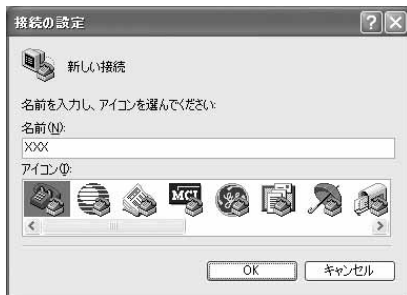 接続の設定
新しい接続
名前を入力し、アイコンを選んでください:
名前(N):
XXX
アイコン(I):
MCI
OK キャンセル